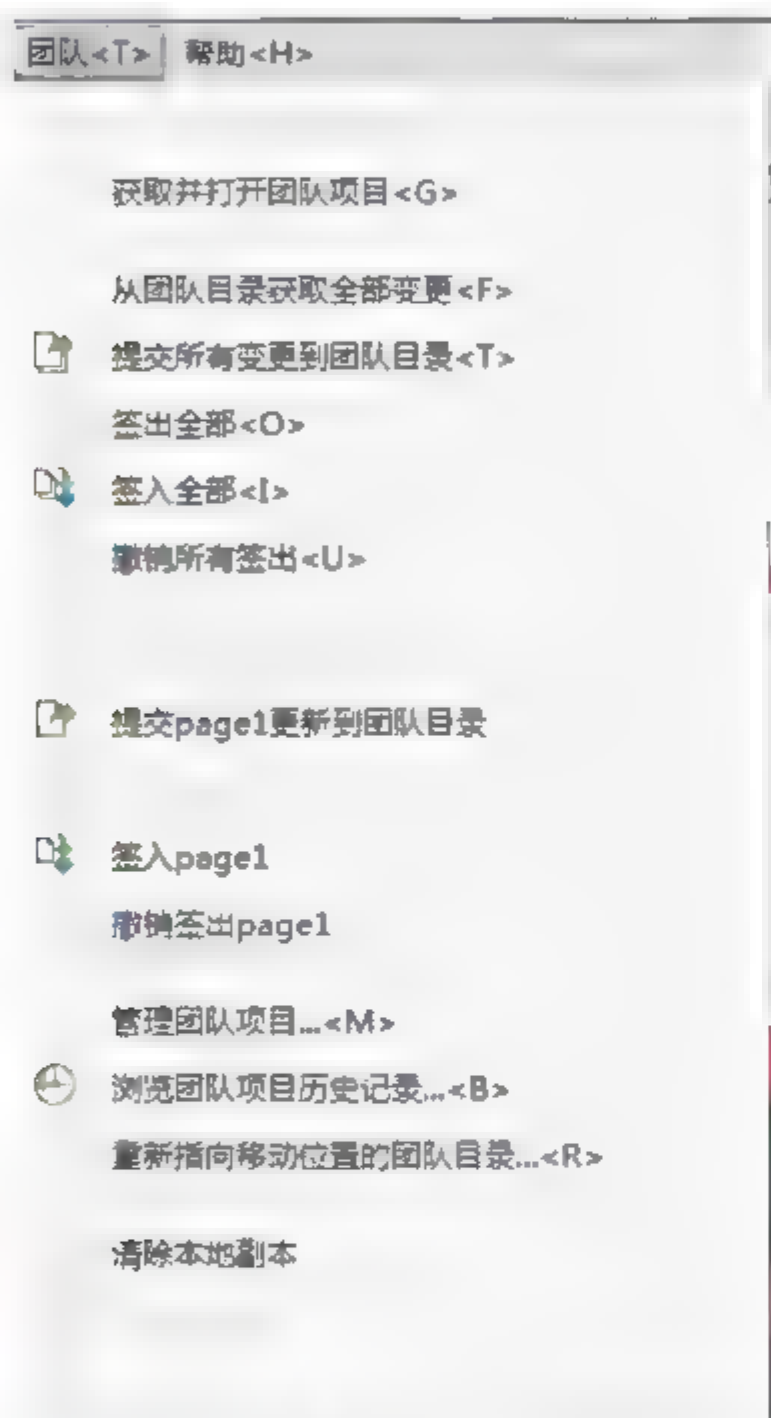 团队<T> 帮助<H>
获取并打开团队项目<G>
从团队目录获取全部变更<F>
提交所有变更到团队目录<T>
签出全部<O>
签入全部<I>
撤销所有签出<U>
提交page1更新到团队目录
签入page1
撤销签出page1
管理团队项目...<M>
浏览团队项目历史记录...<B>
重新指向移动位置的团队目录...<R>
清除本地副本